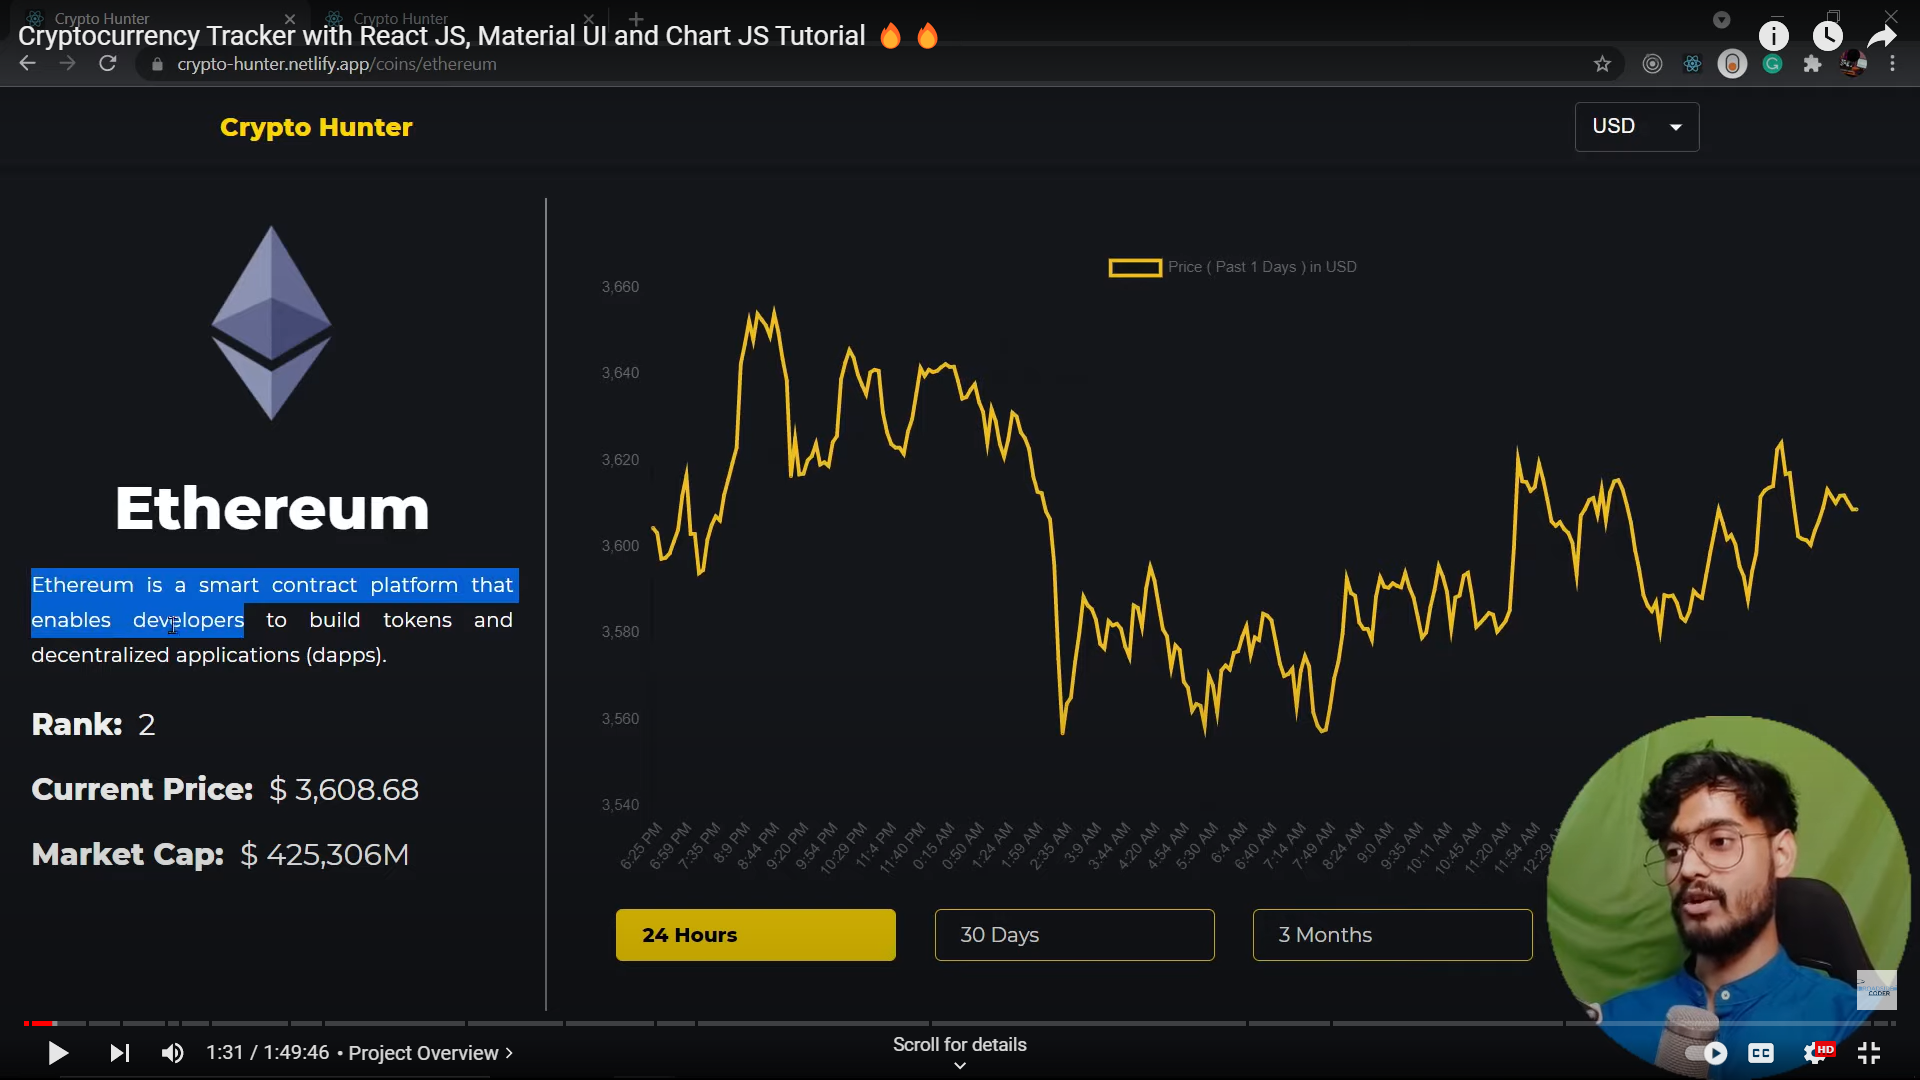 Crypto Hunter
Crypto Hunter
Cryptocurrency Tracker with React JS, Material UI and Chart JS Tutorial 🔥 🔥
crypto-hunter.netlify.app/coins/ethereum
Crypto Hunter
USD
Ethereum
Ethereum is a smart contract platform that
enables developers to build tokens and
decentralized applications (dapps).
Rank: 2
Current Price: $ 3,608.68
Market Cap: $ 425,306M
Price ( Past 1 Days ) in USD
3,660
3,640
3,620
3,600
3,580
3,560
3,540
6:25 PM
6:59 PM
7:35 PM
8:9 PM
8:44 PM
9:20 PM
9:54 PM
10:29 PM
11:4 PM
11:40 PM
0:15 AM
0:50 AM
1:24 AM
1:59 AM
2:35 AM
3:9 AM
3:44 AM
4:20 AM
4:54 AM
5:30 AM
6:4 AM
6:40 AM
7:14 AM
7:49 AM
8:24 AM
9:0 AM
9:35 AM
10:11 AM
10:45 AM
11:20 AM
11:54 AM
12:29
24 Hours
30 Days
3 Months
CODER
1:31 / 1:49:46 • Project Overview >
Scroll for details
CC
HD